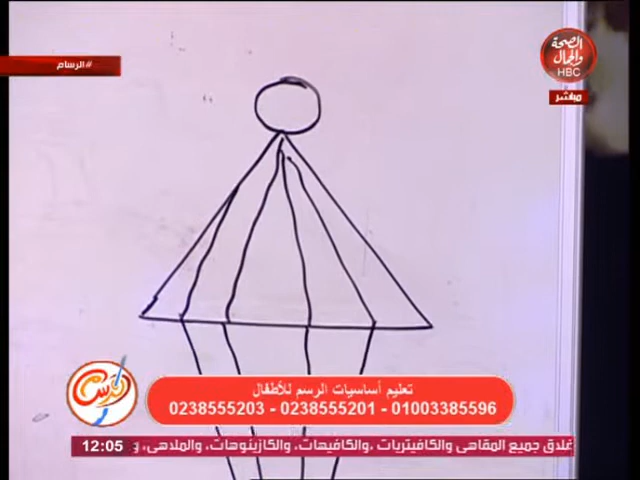 الصحة
والجمال
HBC
مباشر
#الرسام
تعليم أساسيات الرسم للأطفال
0238555203 - 0238555201 - 01003385596
12:05
غلاق جميع المقاهى والكافيتريات ،والكافيهات، والكازينوهات، والملاهى، و